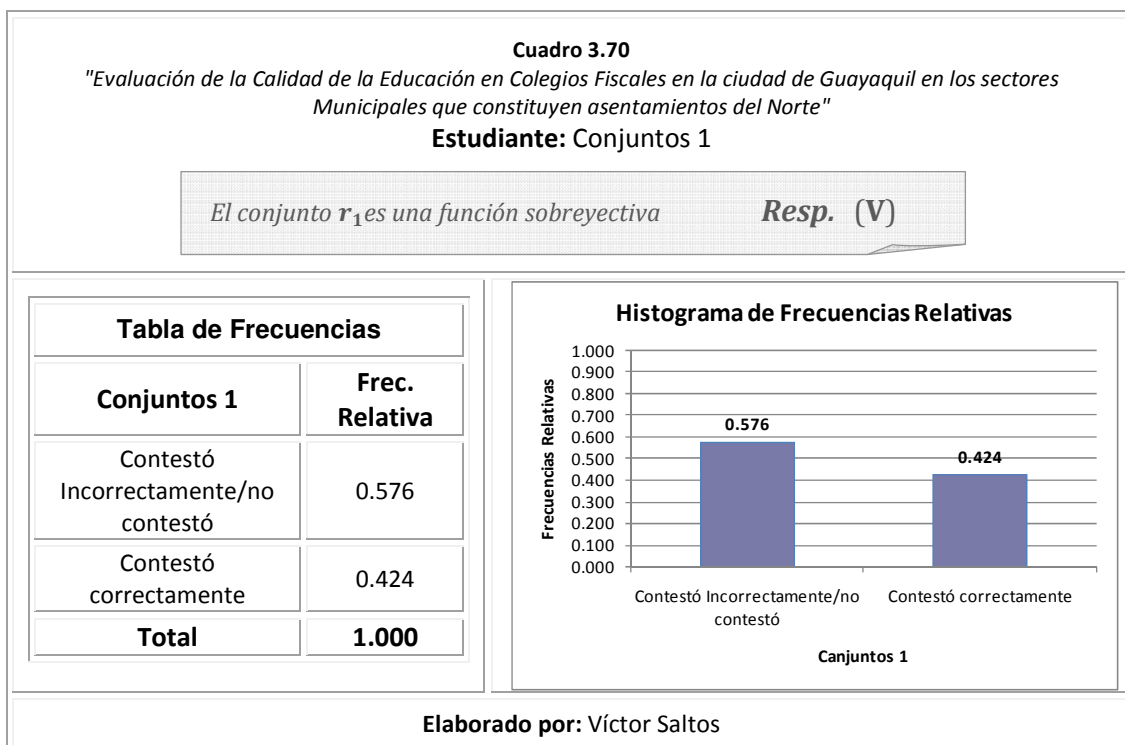 Cuadro 3.70
"Evaluación de la Calidad de la Educación en Colegios Fiscales en la ciudad de Guayaquil en los sectores
Municipales que constituyen asentamientos del Norte"
Estudiante: Conjuntos 1
El conjunto r₁es una función sobreyectiva Resp. (V)
Tabla de Frecuencias
Conjuntos 1
Frec.
Relativa
Contestó
Incorrectamente/no
contestó
0.576
Contestó
correctamente
0.424
Total
1.000
Histograma de Frecuencias Relativas
Frecuencias Relativas
1.000
0.900
0.800
0.700
0.600
0.500
0.400
0.300
0.200
0.100
0.000
0.576
0.424
Contestó Incorrectamente/no
contestó
Contestó correctamente
Canjuntos 1
Elaborado por: Víctor Saltos